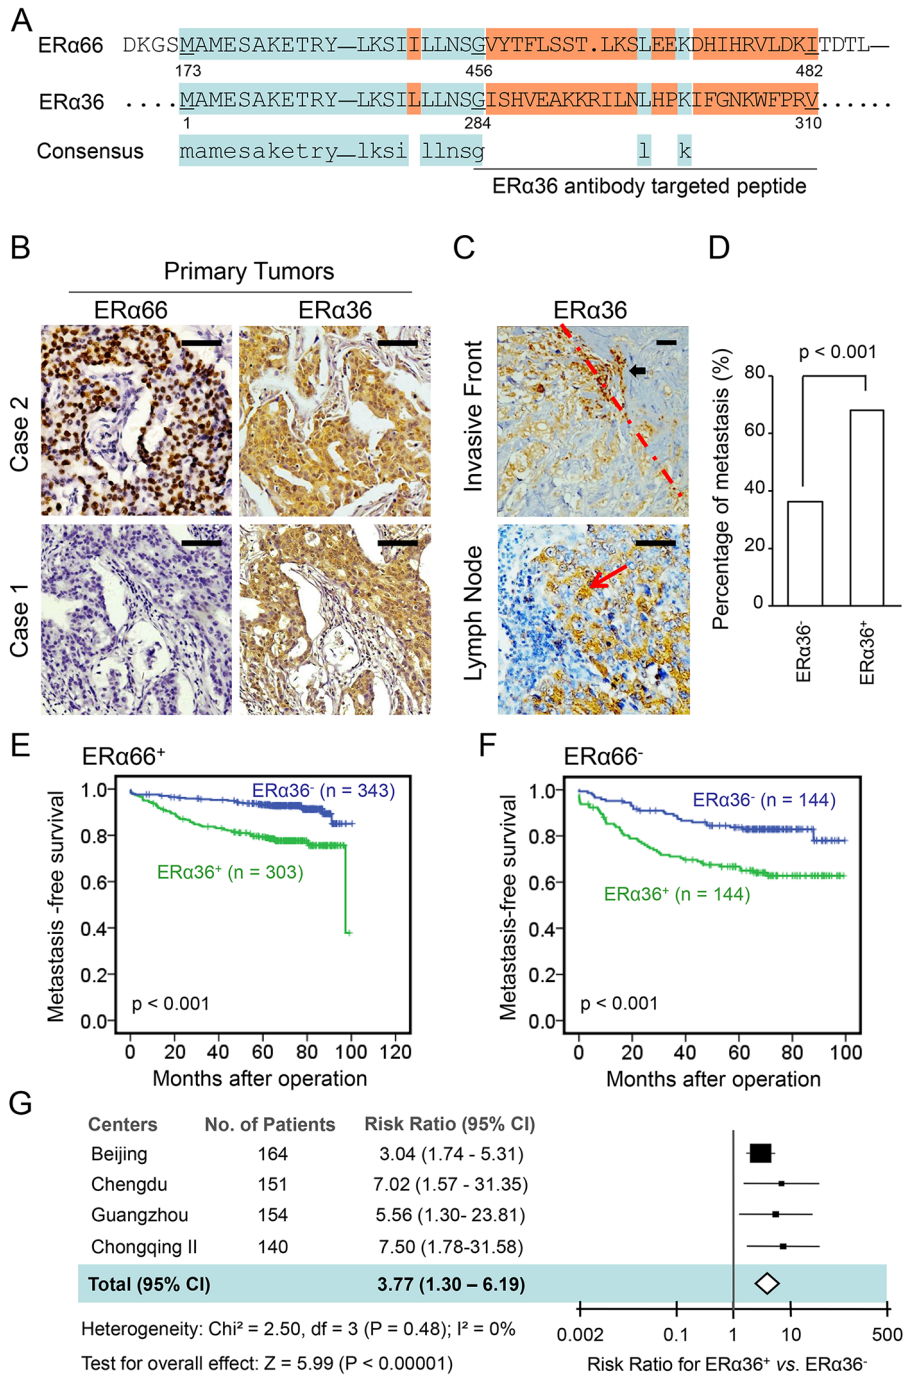 A
ERα66 DKGSMAMESAKETRY—LKSIILLNSGVYTFLSST.LKSLEEKDHIHRVLDKITDTL—
173 456 482
ERα36 ....MAMESAKETRY—LKSILLLNSGISHVEAKKRILNLHPKIFGNKWFPRV......
1 284 310
Consensus mamesaketry—lksi llnsg l k
ERα36 antibody targeted peptide
B
Primary Tumors
ERα66 ERα36
Case 2
Case 1
C
ERα36
Invasive Front
Lymph Node
D
p < 0.001
Percentage of metastasis (%)
80
60
40
20
0
ERα36-
ERα36+
E
ERα66+
Metastasis -free survival
1.0
0.8
0.6
0.4
0.2
0.0
ERα36- (n = 343)
ERα36+ (n = 303)
p < 0.001
0 20 40 60 80 100 120
Months after operation
F
ERα66-
Metastasis-free survival
1.0
0.8
0.6
0.4
0.2
0.0
ERα36- (n = 144)
ERα36+ (n = 144)
p < 0.001
0 20 40 60 80 100
Months after operation
G
Centers No. of Patients Risk Ratio (95% CI)
Beijing 164 3.04 (1.74 - 5.31)
Chengdu 151 7.02 (1.57 - 31.35)
Guangzhou 154 5.56 (1.30- 23.81)
Chongqing II 140 7.50 (1.78-31.58)
Total (95% CI) 3.77 (1.30 – 6.19)
Heterogeneity: Chi² = 2.50, df = 3 (P = 0.48); I² = 0%
Test for overall effect: Z = 5.99 (P < 0.00001)
0.002 0.1 1 10 500
Risk Ratio for ERα36+ vs. ERα36-